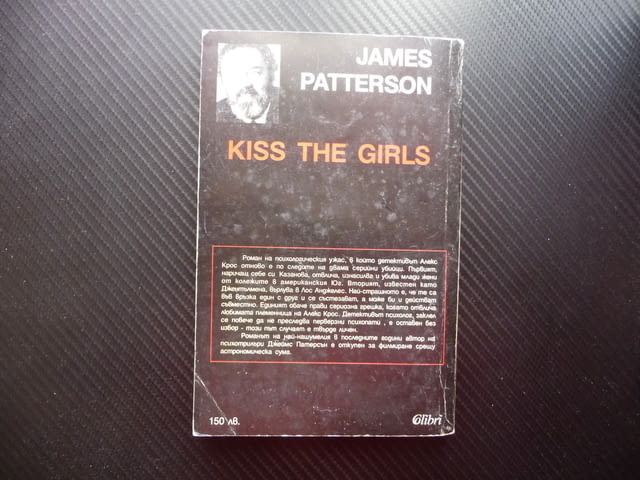 JAMES
PATTERSON
KISS THE GIRLS
Роман на психологическия ужас, в който детективът Алекс
Крос отново е по следите на двама серийни убийци. Първият,
наричащ себе си Казанова, отвлича, изнасилва и убива млади жени
от колежите в американския Юг. Вторият, известен като
Джентълмена, върлува в Лос Анджелес. Най-страшното е, че те са
във връзка един с друг и се състезават, а може би и действат
съвместно. Единият обаче прави сериозна грешка, когато отвлича
любимата племенница на Алекс Крос. Детективът психолог, заклел
се повече да не преследва перверзни психопати , е оставен без
избор - този път случаят е твърде личен.
Романът на най-нашумелия в последните години автор на
психотрилъри Джеймс Патерсън е откупен за филмиране срещу
астрономическа сума.
150 лв.
Colibri